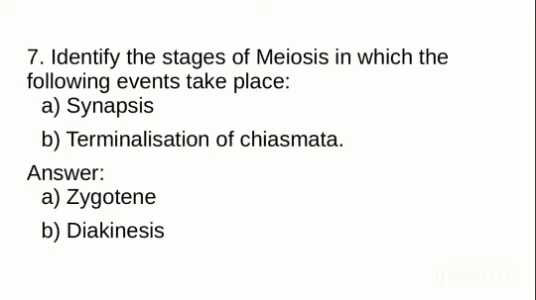 7. Identify the stages of Meiosis in which the
following events take place:
a) Synapsis
b) Terminalisation of chiasmata.
Answer:
a) Zygotene
b) Diakinesis